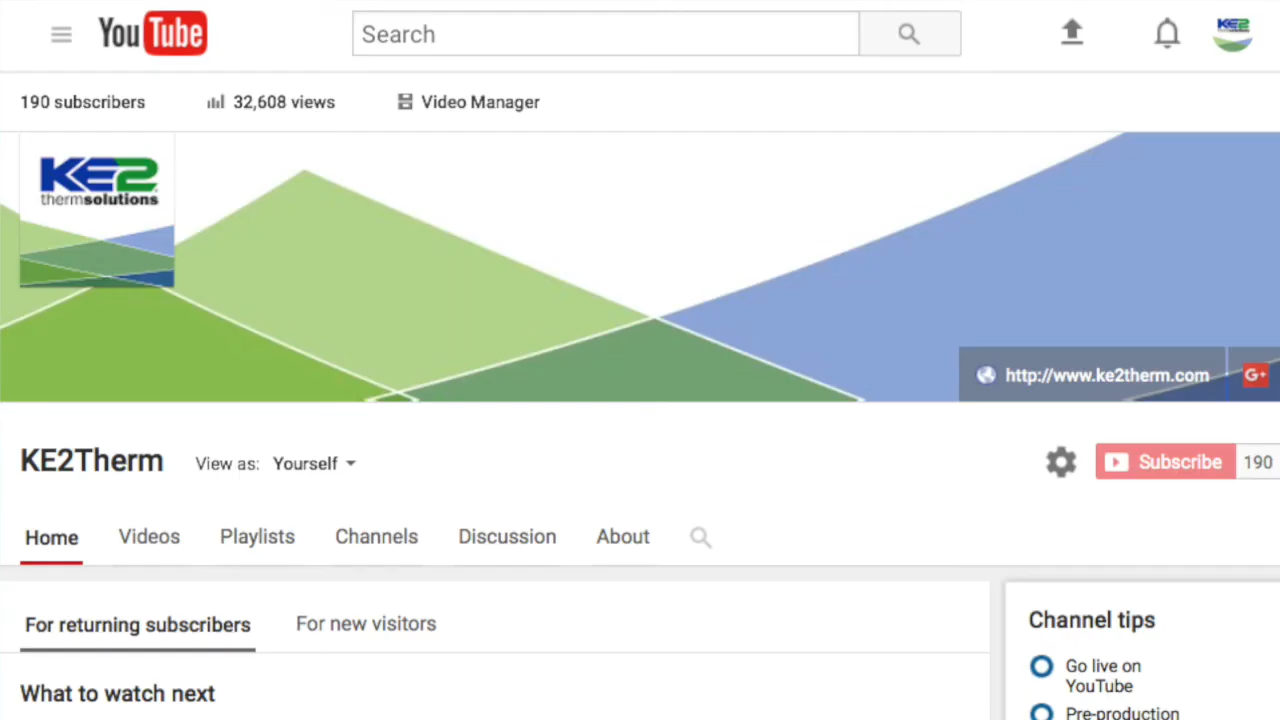 YouTube
Search
KE2
190 subscribers
32,608 views
Video Manager
KE2
thermsolutions
http://www.ke2therm.com
G+
KE2Therm
View as: Yourself
Subscribe 190
Home Videos Playlists Channels Discussion About
For returning subscribers
For new visitors
What to watch next
Channel tips
Go live on
YouTube
Pre-production